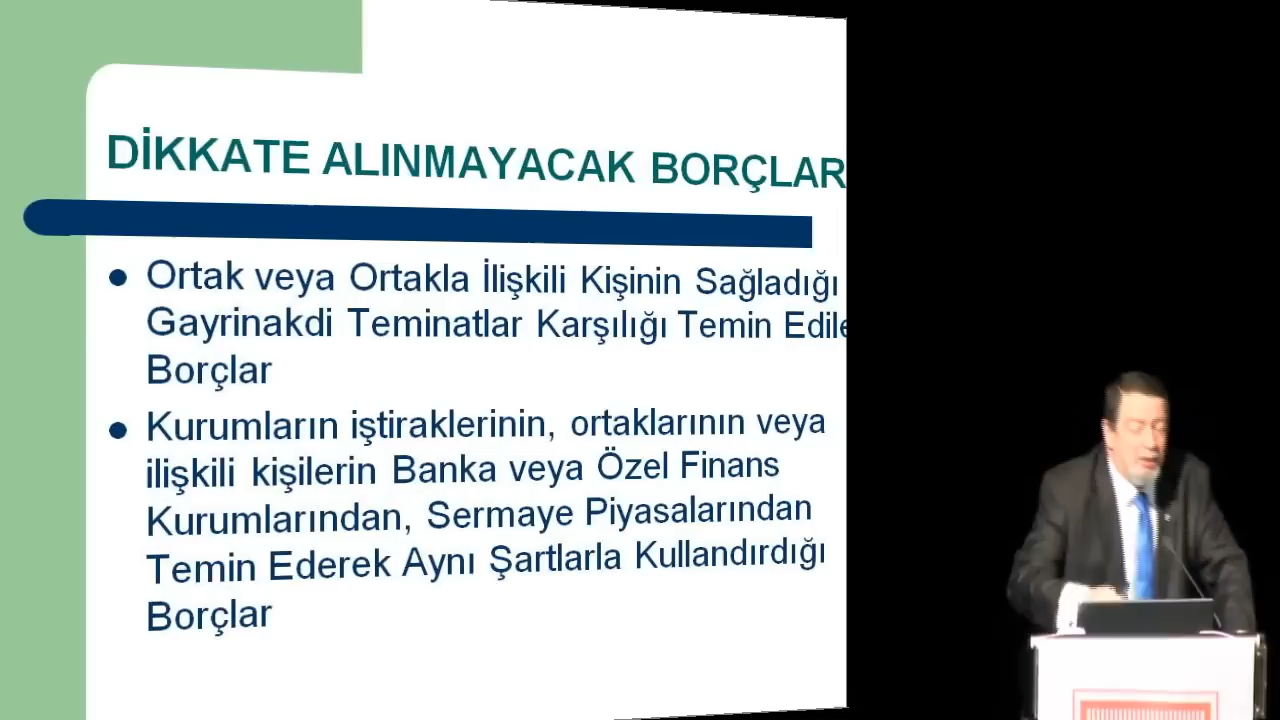 DİKKATE ALINMAYACAK BORÇLAR
Ortak veya Ortakla İlişkili Kişinin Sağladığı
Gayrinakdi Teminatlar Karşılığı Temin Edile
Borçlar
Kurumların iştiraklerinin, ortaklarının veya
ilişkili kişilerin Banka veya Özel Finans
Kurumlarından, Sermaye Piyasalarından
Temin Ederek Aynı Şartlarla Kullandırdığı
Borçlar